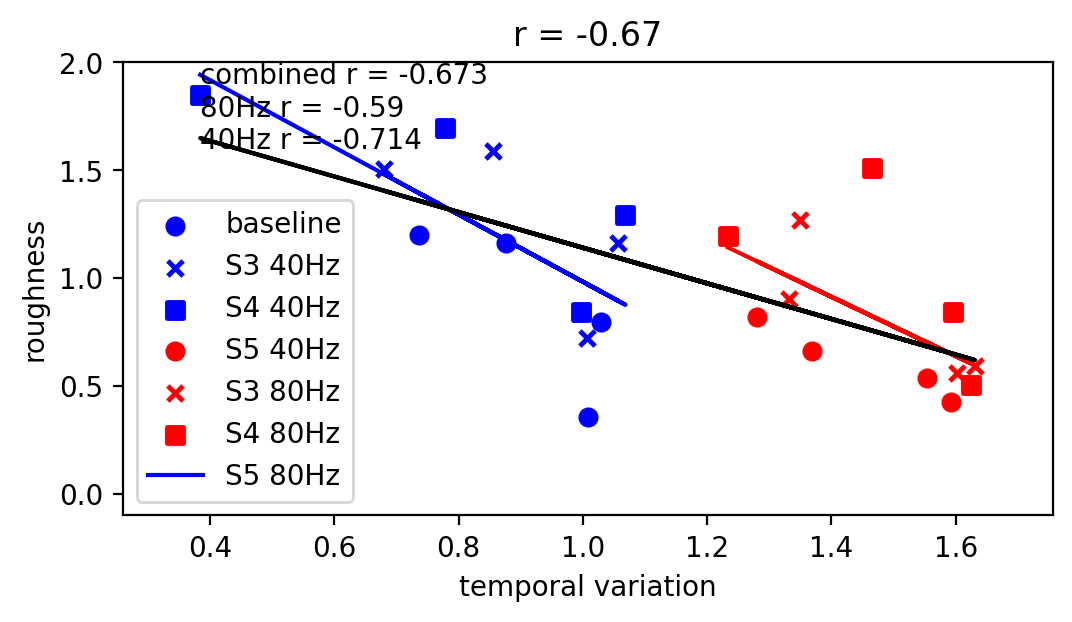 r = -0.67
combined r = -0.673
80Hz r = -0.59
40Hz r = -0.714
baseline
S3 40Hz
S4 40Hz
S5 40Hz
S3 80Hz
S4 80Hz
S5 80Hz
roughness
2.0
1.5
1.0
0.5
0.0
0.4 0.6 0.8 1.0 1.2 1.4 1.6
temporal variation